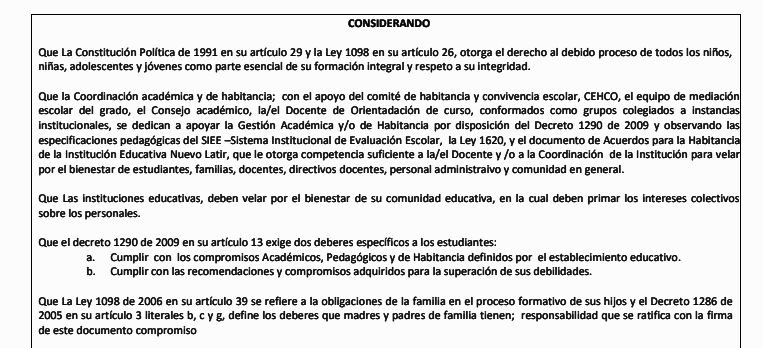 CONSIDERANDO
Que La Constitución Política de 1991 en su artículo 29 y la Ley 1098 en su artículo 26, otorga el derecho al debido proceso de todos los niños,
niñas, adolescentes y jóvenes como parte esencial de su formación integral y respeto a su integridad.
Que la Coordinación académica y de habitancia; con el apoyo del comité de habitancia y convivencia escolar, CEHCO, el equipo de mediación
escolar del grado, el Consejo académico, la/el Docente de Orientadación de curso, conformados como grupos colegiados a instancias
institucionales, se dedican a apoyar la Gestión Académica y/o de Habitancia por disposición del Decreto 1290 de 2009 y observando las
especificaciones pedagógicas del SIEE –Sistema Institucional de Evaluación Escolar, la Ley 1620, y el documento de Acuerdos para la Habitancia
de la Institución Educativa Nuevo Latir, que le otorga competencia suficiente a la/el Docente y /o a la Coordinación de la Institución para velar
por el bienestar de estudiantes, familias, docentes, directivos docentes, personal administraivo y comunidad en general.
Que Las instituciones educativas, deben velar por el bienestar de su comunidad educativa, en la cual deben primar los intereses colectivos
sobre los personales.
Que el decreto 1290 de 2009 en su artículo 13 exige dos deberes específicos a los estudiantes:
a. Cumplir con los compromisos Académicos, Pedagógicos y de Habitancia definidos por el establecimiento educativo.
b. Cumplir con las recomendaciones y compromisos adquiridos para la superación de sus debilidades.
Que La Ley 1098 de 2006 en su artículo 39 se refiere a la obligaciones de la familia en el proceso formativo de sus hijos y el Decreto 1286 de
2005 en su artículo 3 literales b, c y g, define los deberes que madres y padres de familia tienen; responsabilidad que se ratifica con la firma
de este documento compromiso